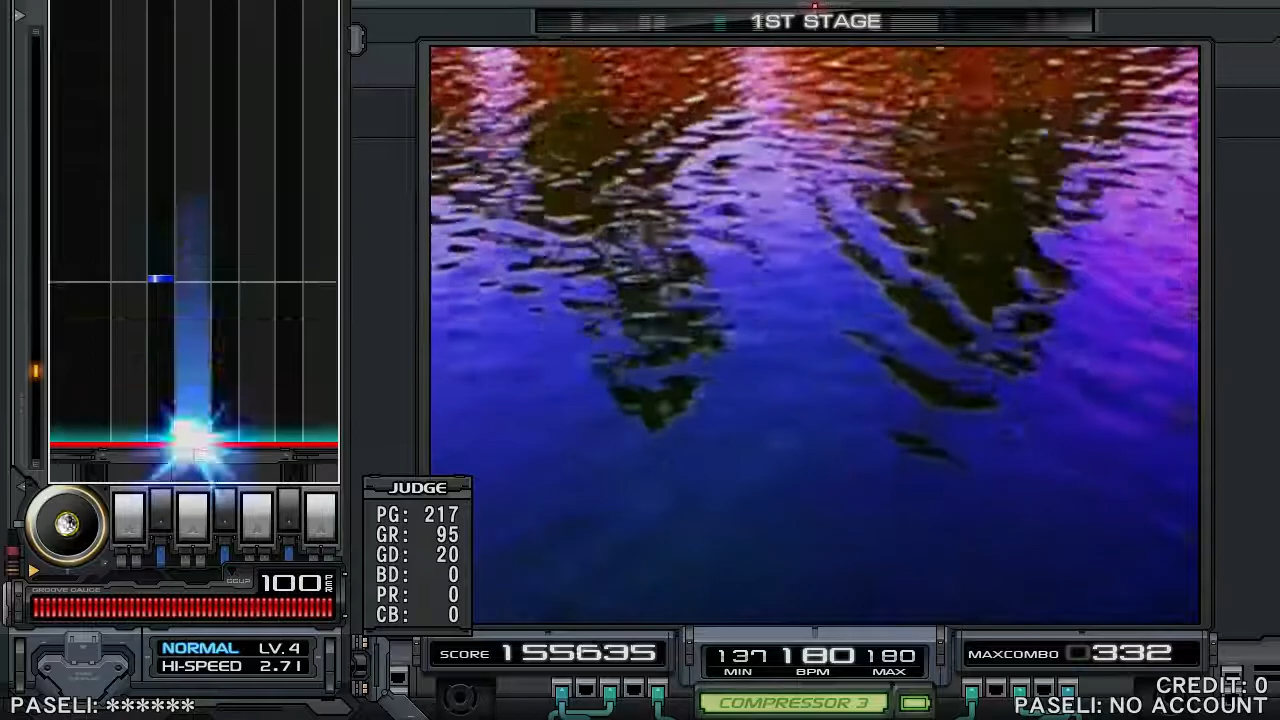 1ST STAGE
JUDGE
PG: 217
GR: 95
GD: 20
BD: 0
PR: 0
CB: 0
GROOVE GAUGE
100
NORMAL LV.4
HI-SPEED 2.71
SCORE 155635
137 180 180
MIN BPM MAX
MAXCOMBO 0332
COMPRESSOR 3
CREDIT: 0
PASELI: ******
PASELI: NO ACCOUNT